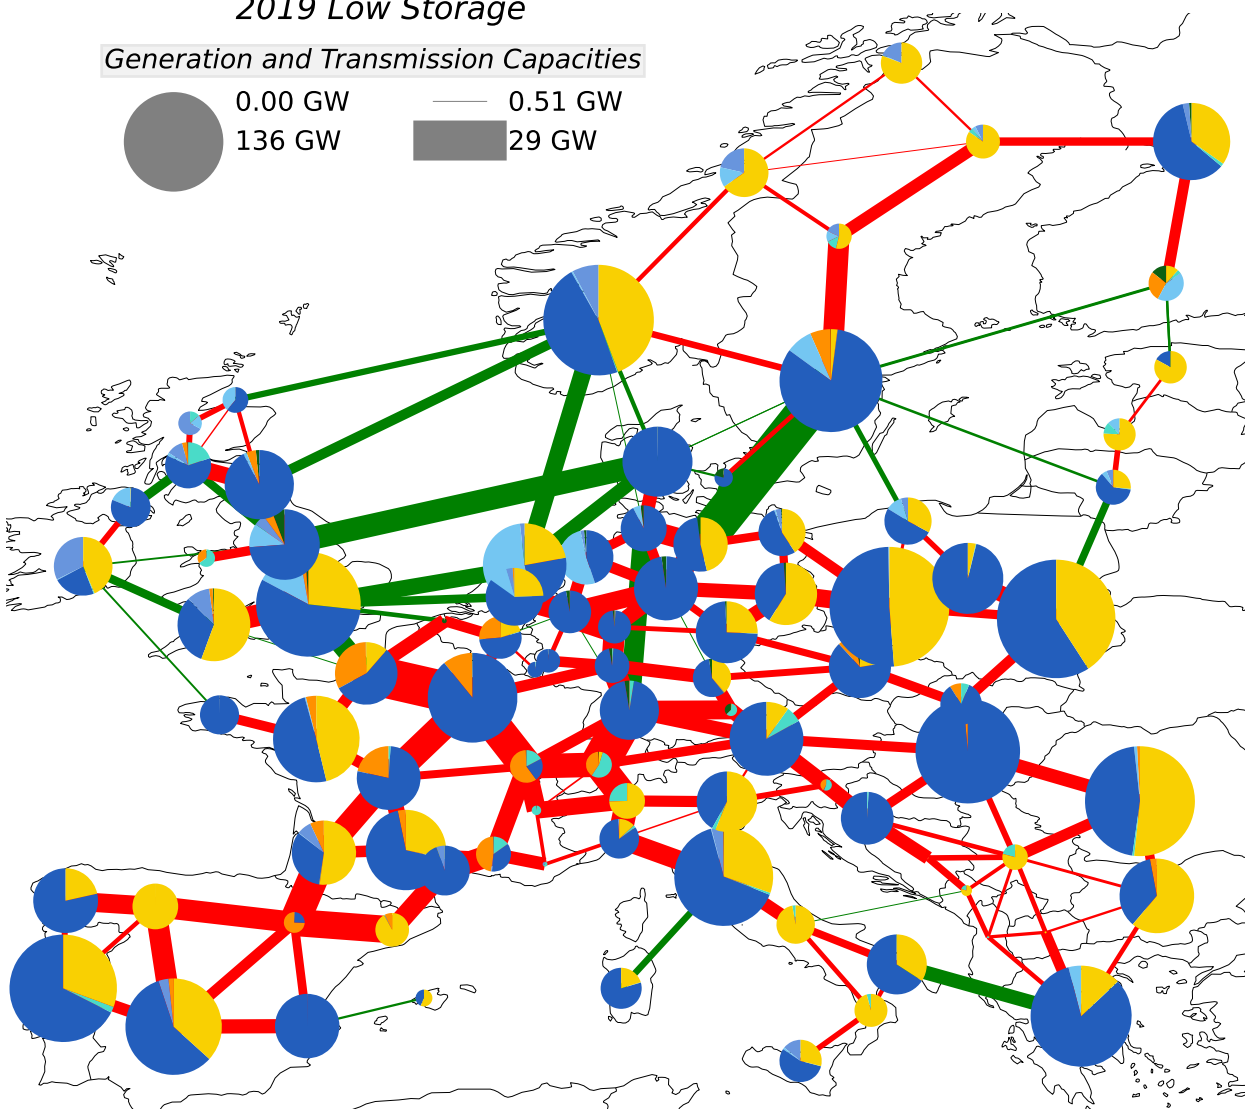 2019 Low Storage
Generation and Transmission Capacities
0.00 GW 0.51 GW
136 GW 29 GW